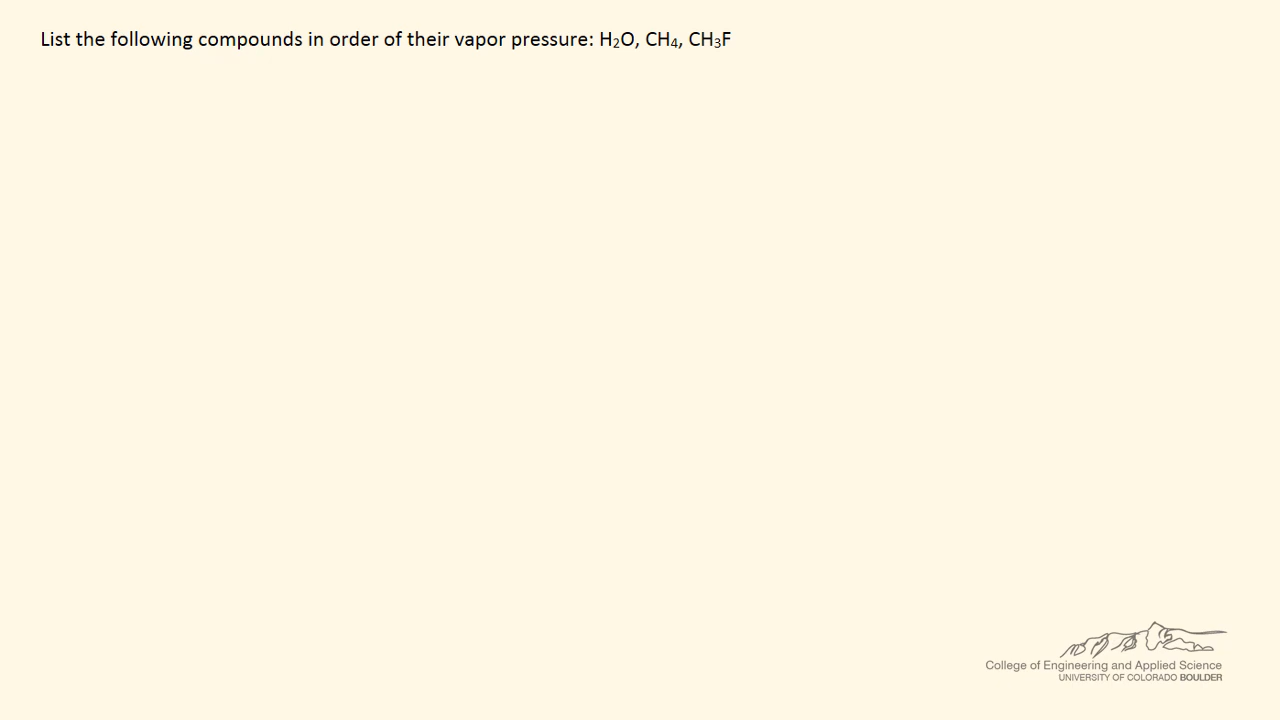 List the following compounds in order of their vapor pressure: H₂O, CH₄, CH₃F
College of Engineering and Applied Science
UNIVERSITY OF COLORADO BOULDER